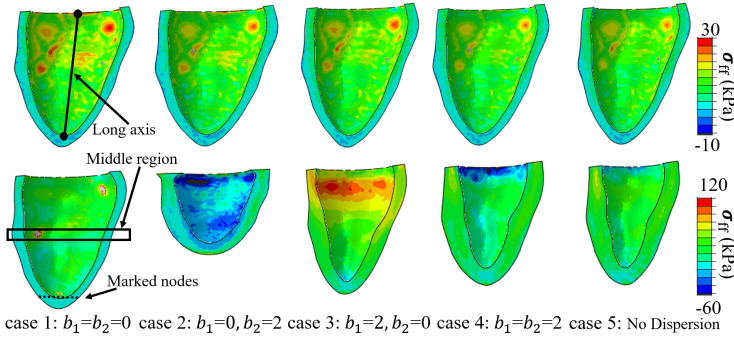 30
σff (kPa)
-10
Long axis
Middle region
120
σff (kPa)
-60
Marked nodes
case 1: b₁=b₂=0 case 2: b₁=0, b₂=2 case 3: b₁=2, b₂=0 case 4: b₁=b₂=2 case 5: No Dispersion